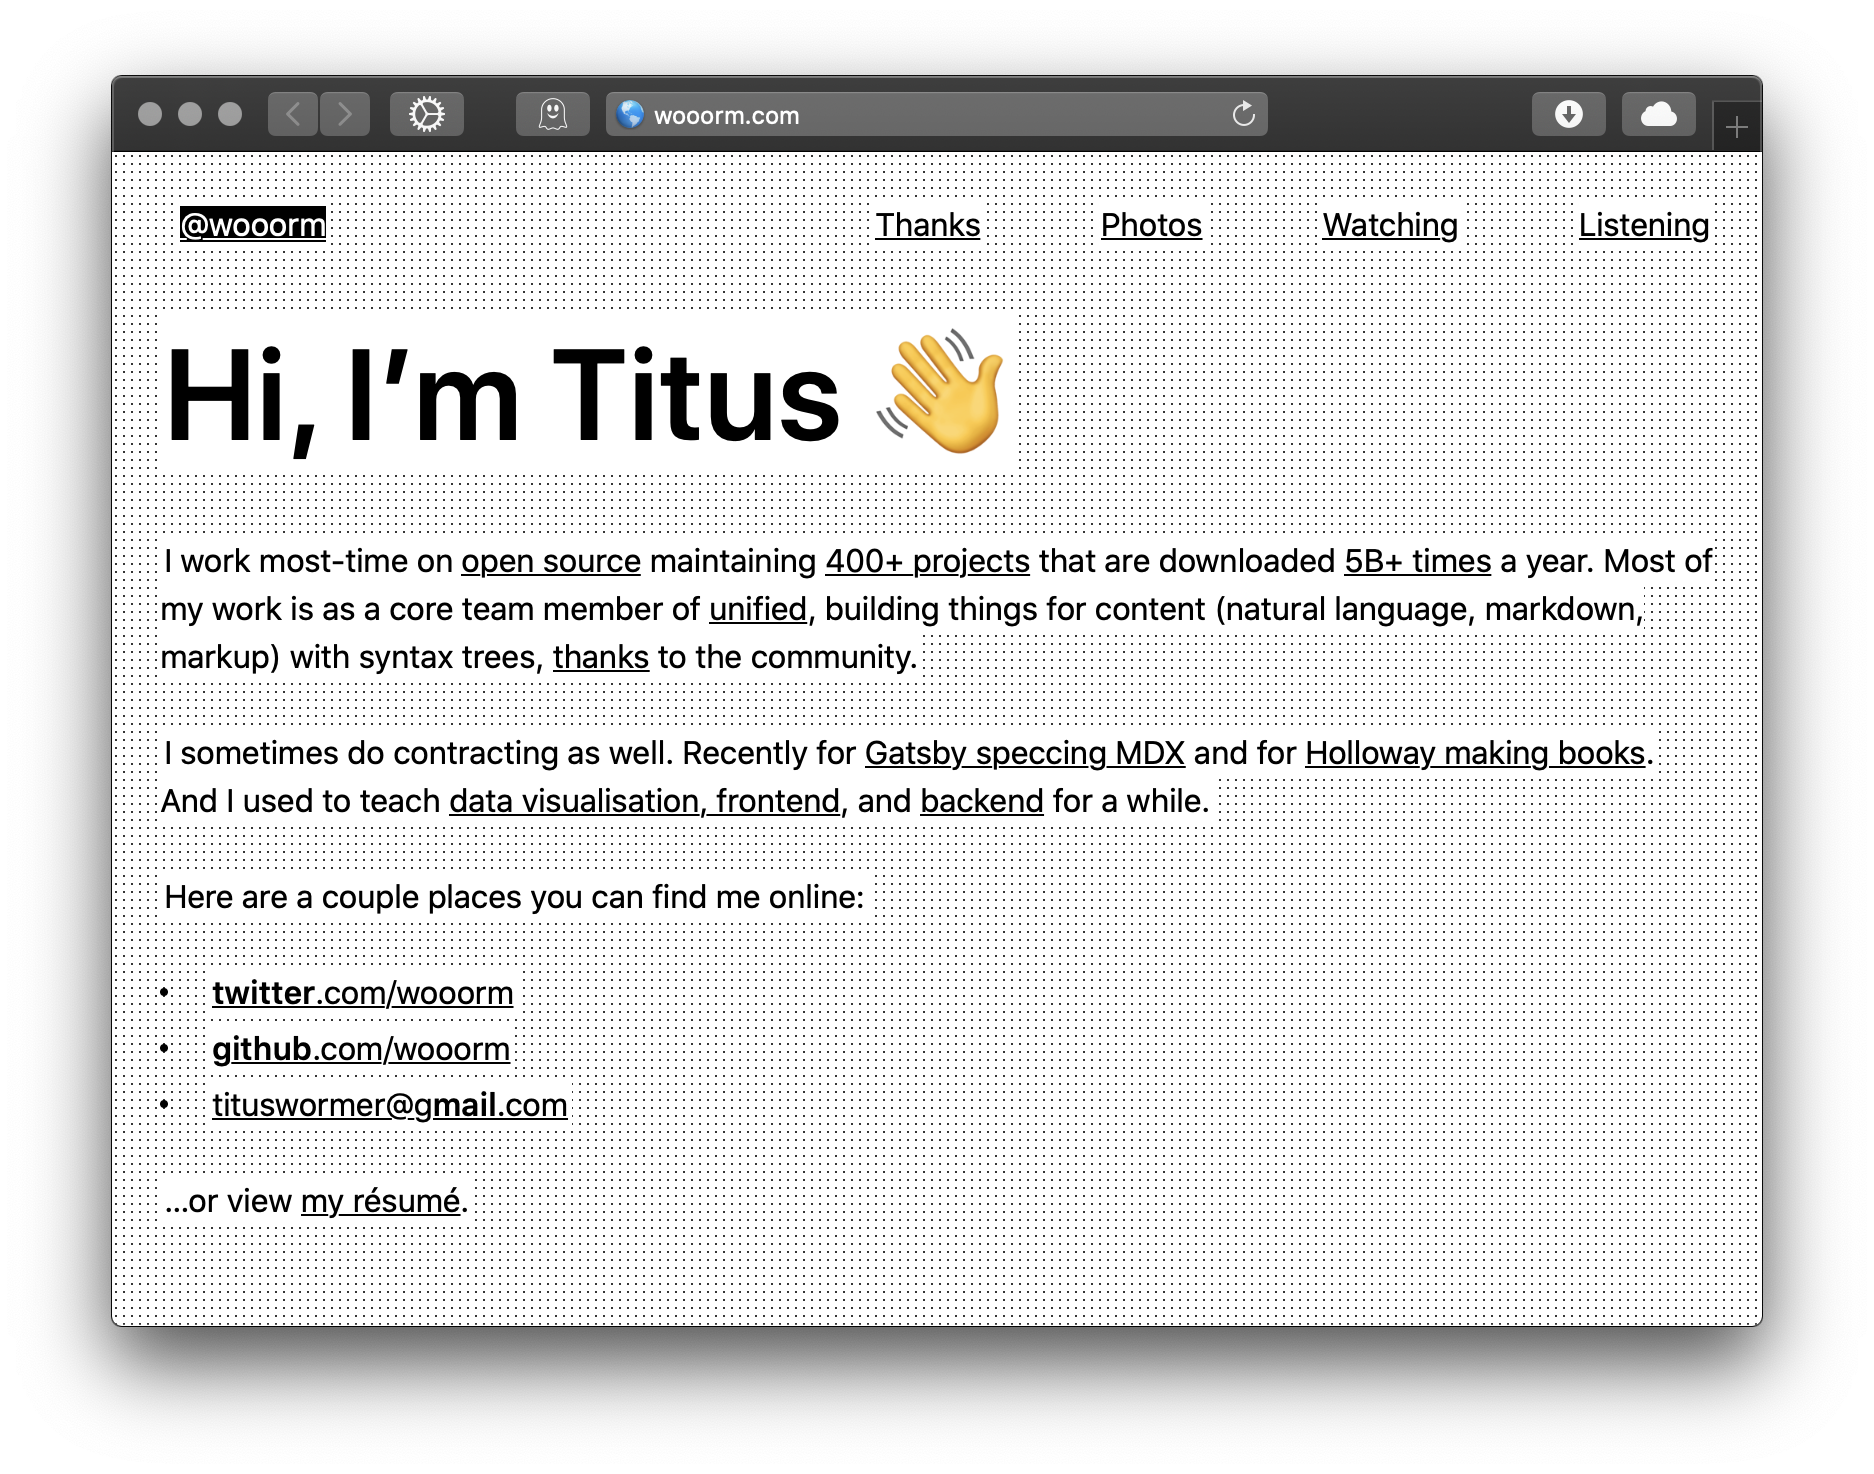 wooorm.com
@wooorm Thanks Photos Watching Listening
Hi, I’m Titus 👋
I work most-time on open source maintaining 400+ projects that are downloaded 5B+ times a year. Most of
my work is as a core team member of unified, building things for content (natural language, markdown,
markup) with syntax trees, thanks to the community.
I sometimes do contracting as well. Recently for Gatsby speccing MDX and for Holloway making books.
And I used to teach data visualisation, frontend, and backend for a while.
Here are a couple places you can find me online:
• twitter.com/wooorm
• github.com/wooorm
• tituswormer@gmail.com
…or view my résumé.